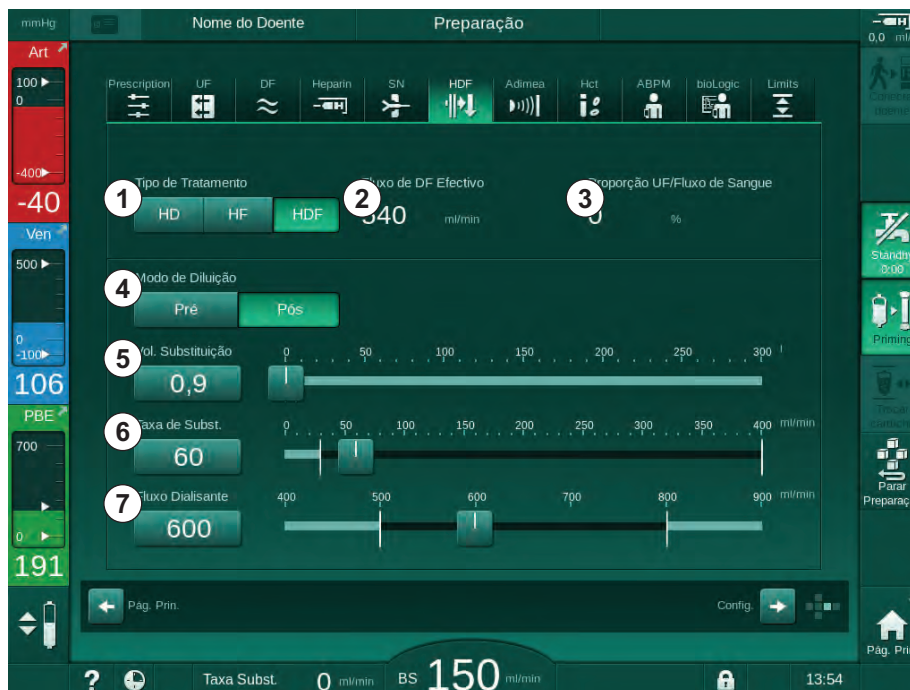 mmHg
Nome do Doente
Preparação
0,0 ml/
Art
100
0
-400
-40
Ven
500
0
-100
106
PBE
700
0
191
Prescription UF DF Heparin SN HDF Adimea Hct ABPM bioLogic Limits
Tipo de Tratamento
Fluxo de DF Efectivo
Proporção UF/Fluxo de Sangue
1
HD HF HDF
2
540 ml/min
3
0 %
Modo de Diluição
4
Pré Pós
Vol. Substituição
5
0,9
0 50 100 150 200 250 300 l
Taxa de Subst.
6
60
0 50 100 150 200 250 300 350 400 ml/min
Fluxo Dialisante
7
600
400 500 600 700 800 900 ml/min
Pág. Prin.
Config.
Standby
0:00
Priming
Parar
Preparaç
Pág. Pri
? Taxa Subst. 0 ml/min BS 150 ml/min 13:54